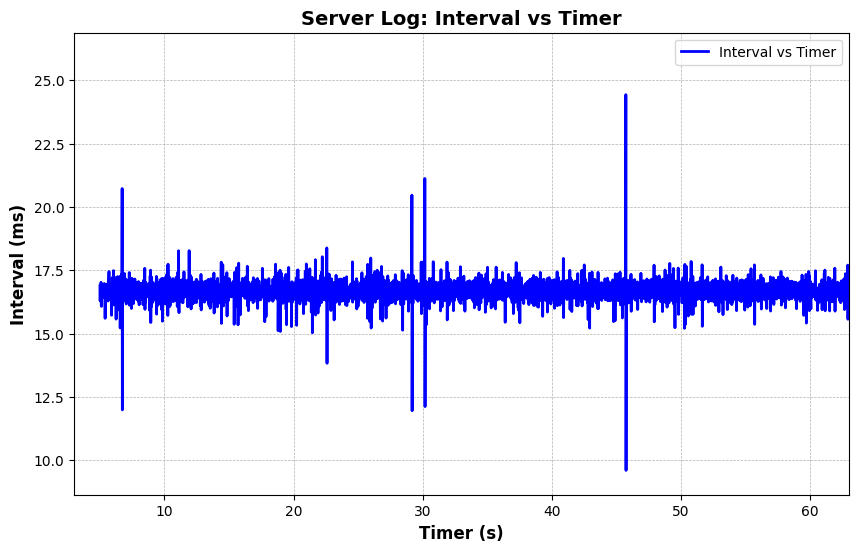 Server Log: Interval vs Timer
Interval vs Timer
25.0
22.5
20.0
17.5
15.0
12.5
10.0
Interval (ms)
10 20 30 40 50 60
Timer (s)